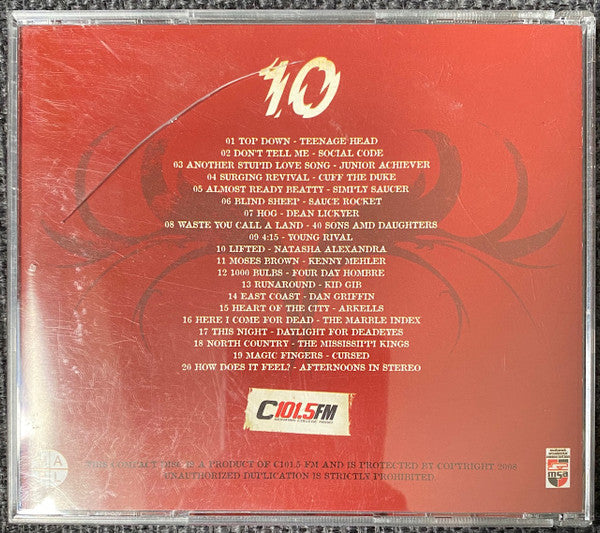 10
01 TOP DOWN - TEENAGE HEAD
02 DON'T TELL ME - SOCIAL CODE
03 ANOTHER STUPID LOVE SONG - JUNIOR ACHIEVER
04 SURGING REVIVAL - CUFF THE DUKE
05 ALMOST READY BEATTY - SIMPLY SAUCER
06 BLIND SHEEP - SAUCE ROCKET
07 HOG - DEAN LICKYER
08 WASTE YOU CALL A LAND - 40 SONS AMD DAUGHTERS
09 4:15 - YOUNG RIVAL
10 LIFTED - NATASHA ALEXANDRA
11 MOSES BROWN - KENNY MEHLER
12 1000 BULBS - FOUR DAY HOMBRE
13 RUNAROUND - KID GIB
14 EAST COAST - DAN GRIFFIN
15 HEART OF THE CITY - ARKELLS
16 HERE I COME FOR DEAD - THE MARBLE INDEX
17 THIS NIGHT - DAYLIGHT FOR DEADEYES
18 NORTH COUNTRY - THE MISSISSIPPI KINGS
19 MAGIC FINGERS - CURSED
20 HOW DOES IT FEEL? - AFTERNOONS IN STEREO
C101.5FM
MOHAWK COLLEGE RADIO
THIS COMPACT DISC IS A PRODUCT OF C101.5 FM AND IS PROTECTED BY COPYRIGHT 2008
UNAUTHORIZED DUPLICATION IS STRICTLY PROHIBITED.
msa